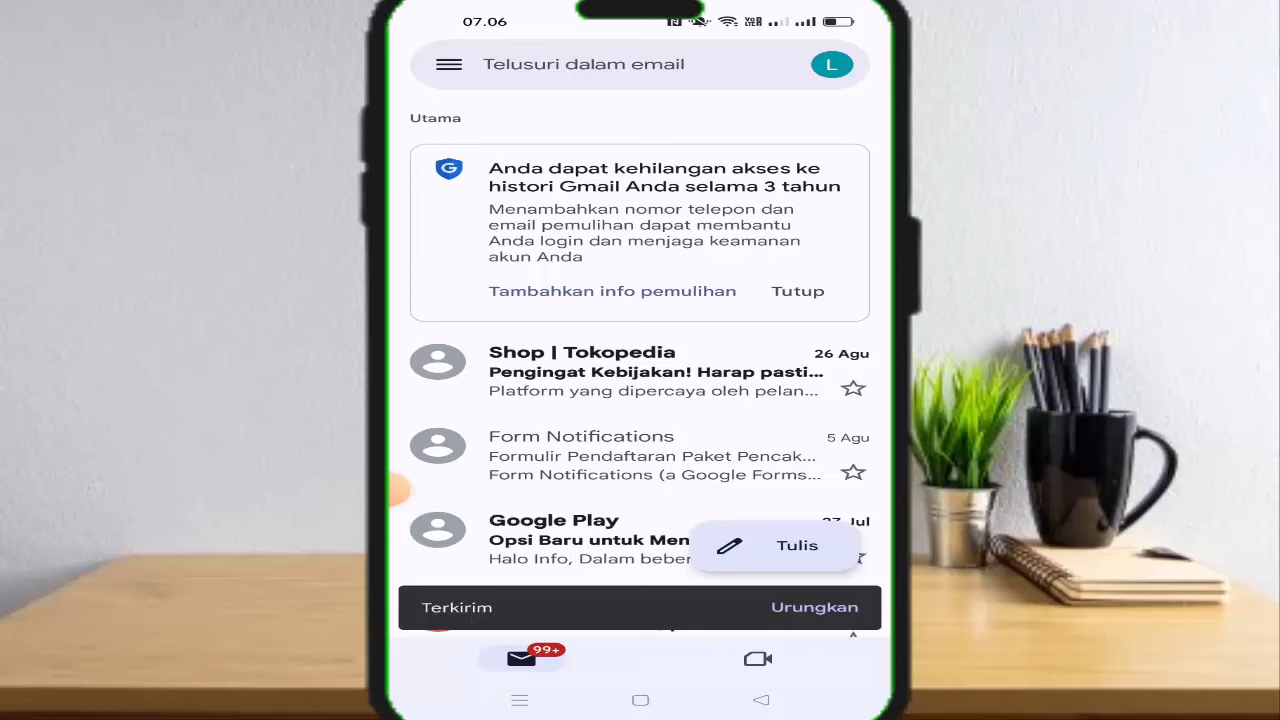 07.06
Telusuri dalam email
L
Utama
Anda dapat kehilangan akses ke
histori Gmail Anda selama 3 tahun
Menambahkan nomor telepon dan
email pemulihan dapat membantu
Anda login dan menjaga keamanan
akun Anda
Tambahkan info pemulihan Tutup
Shop | Tokopedia 26 Agu
Pengingat Kebijakan! Harap pasti...
Platform yang dipercaya oleh pelan...
Form Notifications 5 Agu
Formulir Pendaftaran Paket Pencak...
Form Notifications (a Google Forms...
Google Play 27 Jul
Opsi Baru untuk Men
Halo Info, Dalam beber
Tulis
Terkirim Urungkan
99+